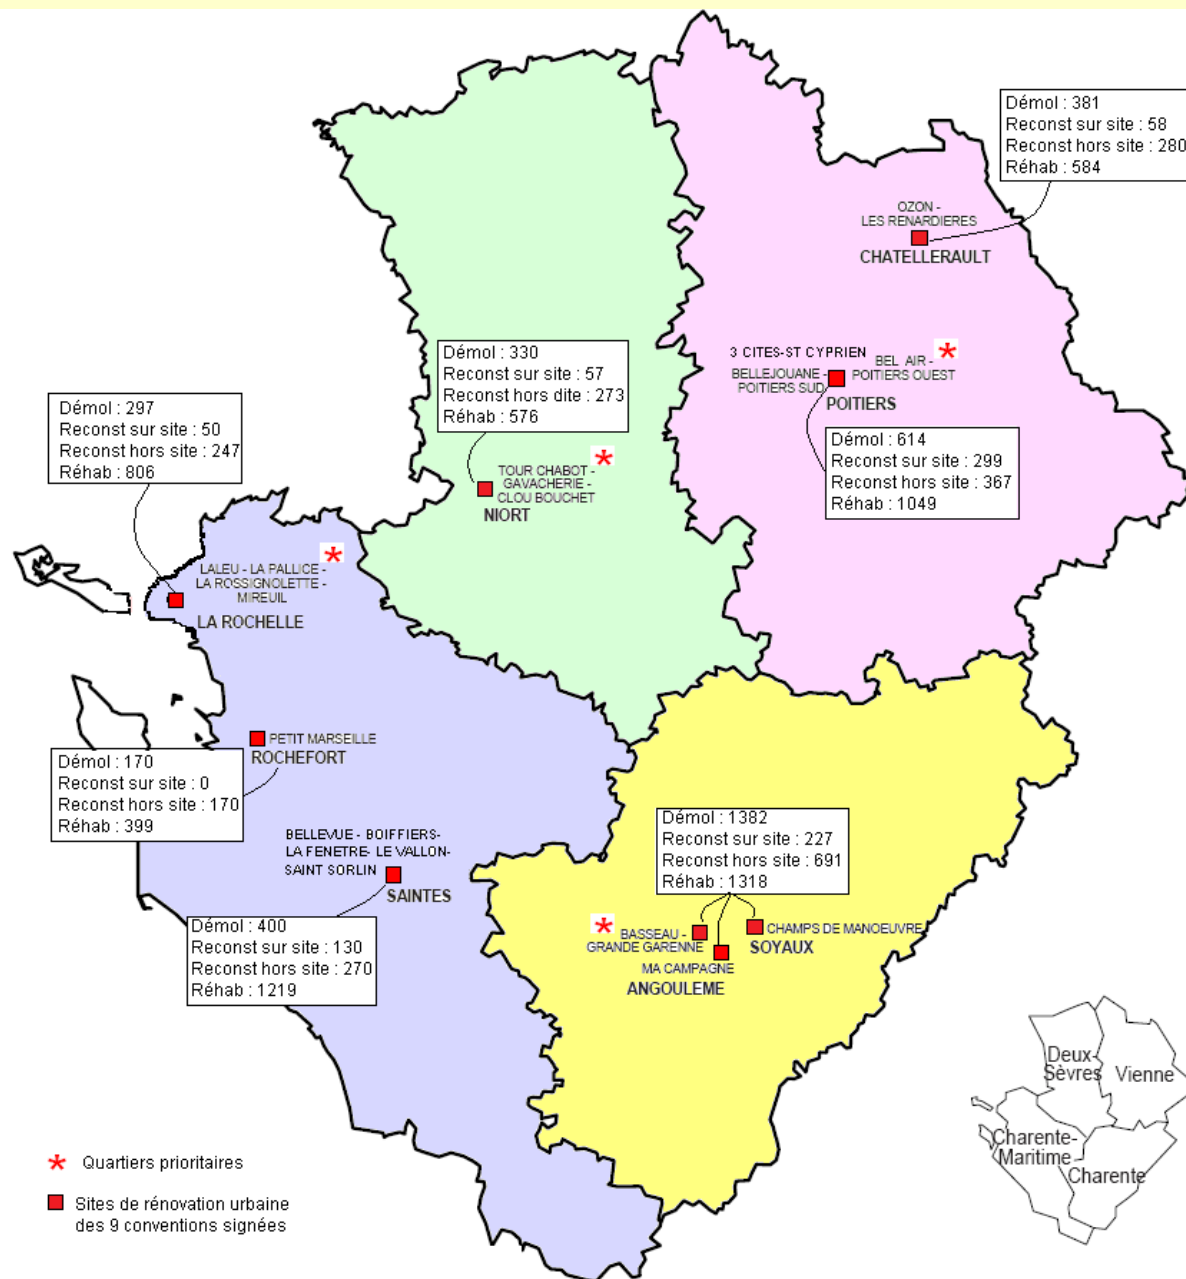 Démol : 381
Reconst sur site : 58
Reconst hors site : 280
Réhab : 584
OZON -
LES RENARDIERES
CHATELLERAULT
Démol : 330
Reconst sur site : 57
Reconst hors dite : 273
Réhab : 576
3 CITES-ST CYPRIEN
BEL AIR -
POITIERS OUEST
BELLEJOUANE -
POITIERS SUD
POITIERS
Démol : 297
Reconst sur site : 50
Reconst hors site : 247
Réhab : 806
Démol : 614
Reconst sur site : 299
Reconst hors site : 367
Réhab : 1049
TOUR CHABOT -
GAVACHERIE -
CLOU BOUCHET
NIORT
LALEU - LA PALLICE -
LA ROSSIGNOLETTE -
MIREUIL
LA ROCHELLE
PETIT MARSEILLE
ROCHEFORT
Démol : 170
Reconst sur site : 0
Reconst hors site : 170
Réhab : 399
BELLEVUE - BOIFFIERS-
LA FENETRE- LE VALLON-
SAINT SORLIN
SAINTES
Démol : 1382
Reconst sur site : 227
Reconst hors site : 691
Réhab : 1318
Démol : 400
Reconst sur site : 130
Reconst hors site : 270
Réhab : 1219
BASSEAU -
GRANDE GARENNE
CHAMPS DE MANOEUVRE
SOYAUX
MA CAMPAGNE
ANGOULEME
Deux-
Sèvres
Vienne
Charente-
Maritime
Charente
Quartiers prioritaires
Sites de rénovation urbaine
des 9 conventions signées